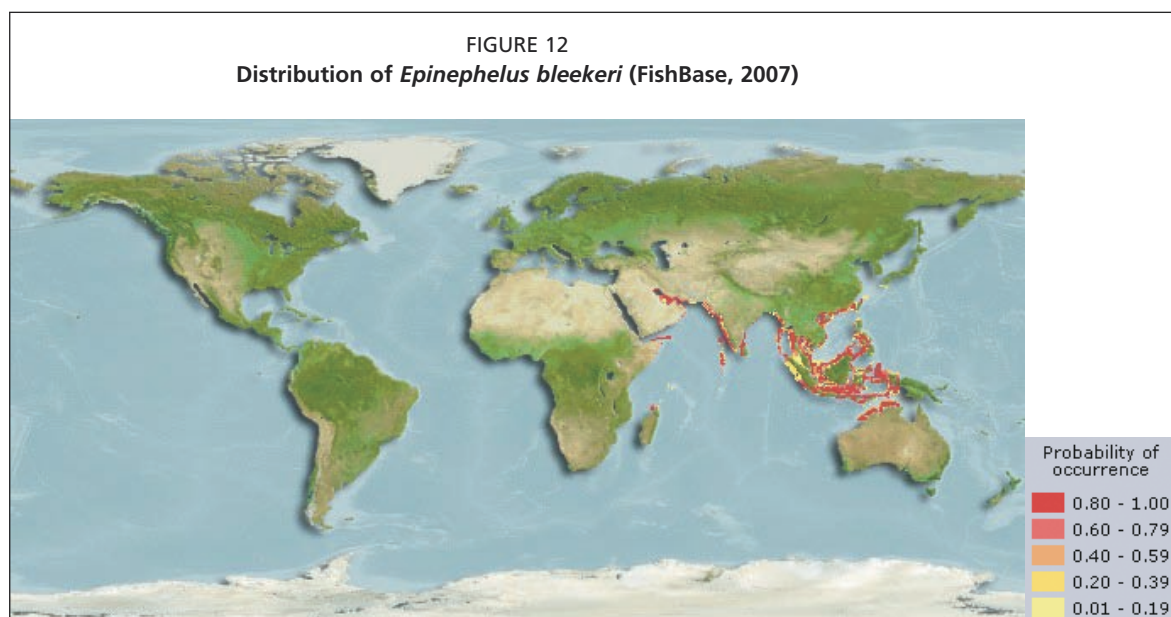 FIGURE 12
Distribution of Epinephelus bleekeri (FishBase, 2007)
Probability of
occurrence
0.80 - 1.00
0.60 - 0.79
0.40 - 0.59
0.20 - 0.39
0.01 - 0.19